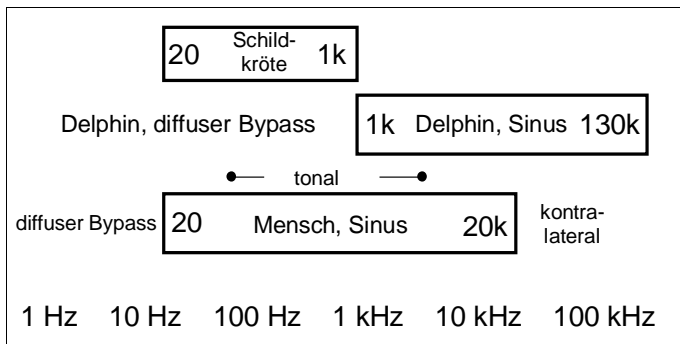 20 Schild-
kröte 1k
Delphin, diffuser Bypass 1k Delphin, Sinus 130k
tonal
diffuser Bypass 20 Mensch, Sinus 20k kontra-
lateral
1 Hz 10 Hz 100 Hz 1 kHz 10 kHz 100 kHz